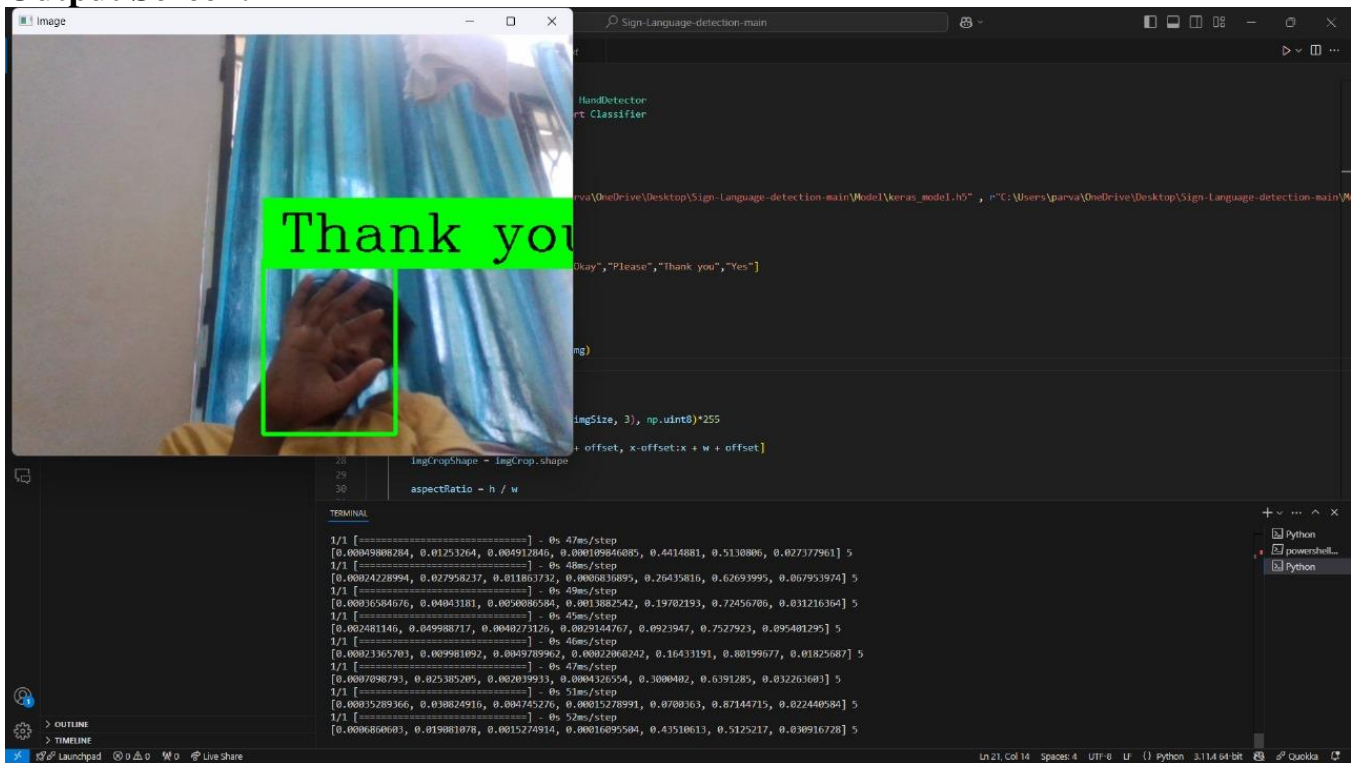 Image
Sign-Language-detection-main
HandDetector
rt Classifier
rva\OneDrive\Desktop\Sign-Language-detection-main\Model\keras_model.h5" , r"C:\Users\parva\OneDrive\Desktop\Sign-Language-detection-main\M
Thank you
Okay","Please","Thank you","Yes"]
mg)
imgSize, 3), np.uint8)*255
+ offset, x-offset:x + w + offset]
28 imgCropShape = imgCrop.shape
29
30 aspectRatio = h / w
TERMINAL
Python
powershell...
Python
1/1 [==============================] - 0s 47ms/step
[0.00049808284, 0.01253264, 0.004912846, 0.000109846085, 0.4414881, 0.5130806, 0.027377961] 5
1/1 [==============================] - 0s 48ms/step
[0.00024228994, 0.027958237, 0.011863732, 0.0006836895, 0.26435816, 0.62693995, 0.067953974] 5
1/1 [==============================] - 0s 49ms/step
[0.00036584676, 0.04043181, 0.0050086584, 0.0013882542, 0.19702193, 0.72456706, 0.031216364] 5
1/1 [==============================] - 0s 45ms/step
[0.002481146, 0.049988717, 0.0040273126, 0.0029144767, 0.0923947, 0.7527923, 0.095401295] 5
1/1 [==============================] - 0s 46ms/step
[0.00023365703, 0.009981092, 0.0049789962, 0.00022060242, 0.16433191, 0.80199677, 0.01825687] 5
1/1 [==============================] - 0s 47ms/step
[0.0007098793, 0.025385205, 0.002039933, 0.0004326554, 0.3000402, 0.6391285, 0.032263603] 5
1/1 [==============================] - 0s 51ms/step
[0.00035289366, 0.030824916, 0.004745276, 0.00015278991, 0.0700363, 0.87144715, 0.022440584] 5
1/1 [==============================] - 0s 52ms/step
[0.0006860603, 0.019081078, 0.0015274914, 0.00016095504, 0.43510613, 0.5125217, 0.030916728] 5
OUTLINE
TIMELINE
Launchpad 0 0 0 Live Share Ln 21, Col 14 Spaces: 4 UTF-8 LF {} Python 3.11.4 64-bit Quokka